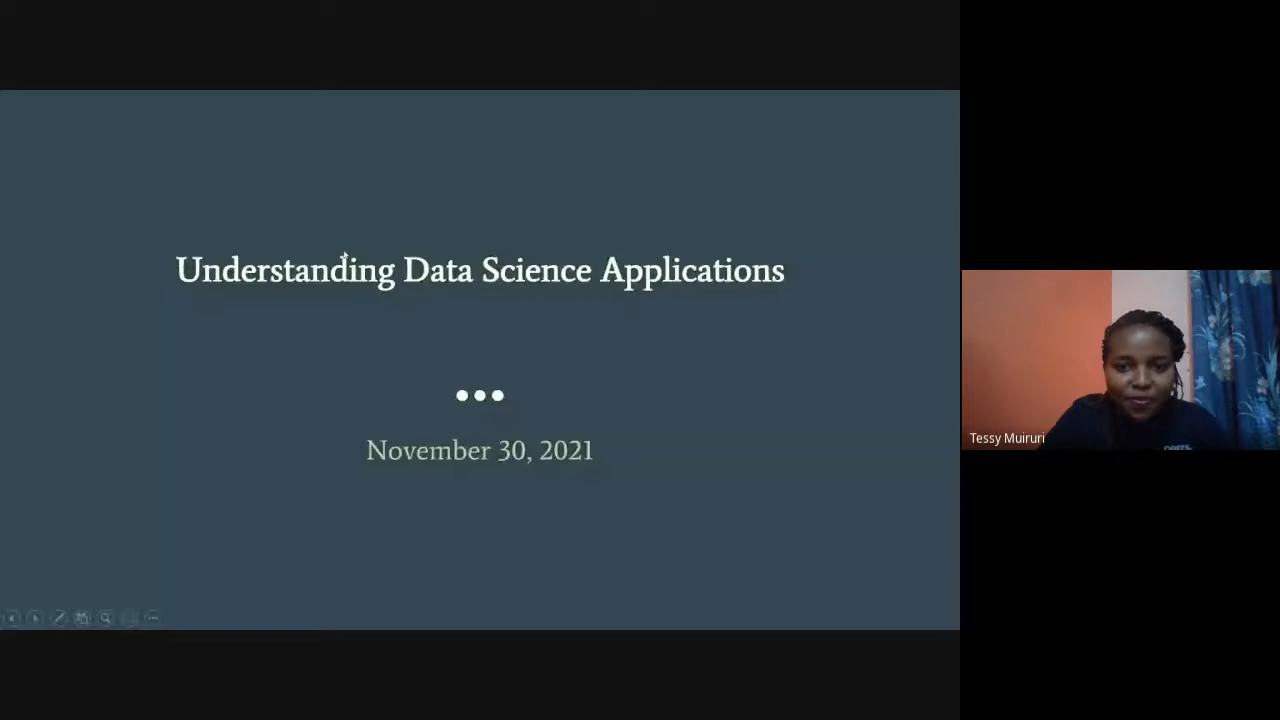 Understanding Data Science Applications
November 30, 2021
Tessy Muiruri